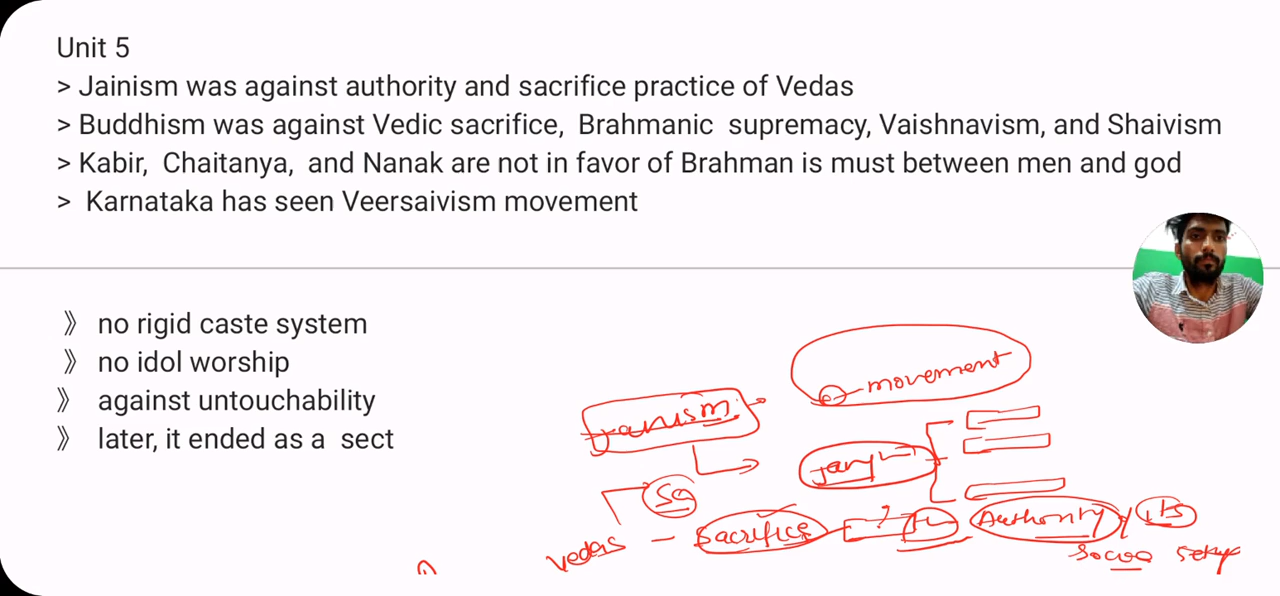 Unit 5
> Jainism was against authority and sacrifice practice of Vedas
> Buddhism was against Vedic sacrifice, Brahmanic supremacy, Vaishnavism, and Shaivism
> Kabir, Chaitanya, and Nanak are not in favor of Brahman is must between men and god
> Karnataka has seen Veersaivism movement
》 no rigid caste system
》 no idol worship
》 against untouchability
》 later, it ended as a sect
movement
Janism
Sa
vedas - Sacrifice ? Authority its